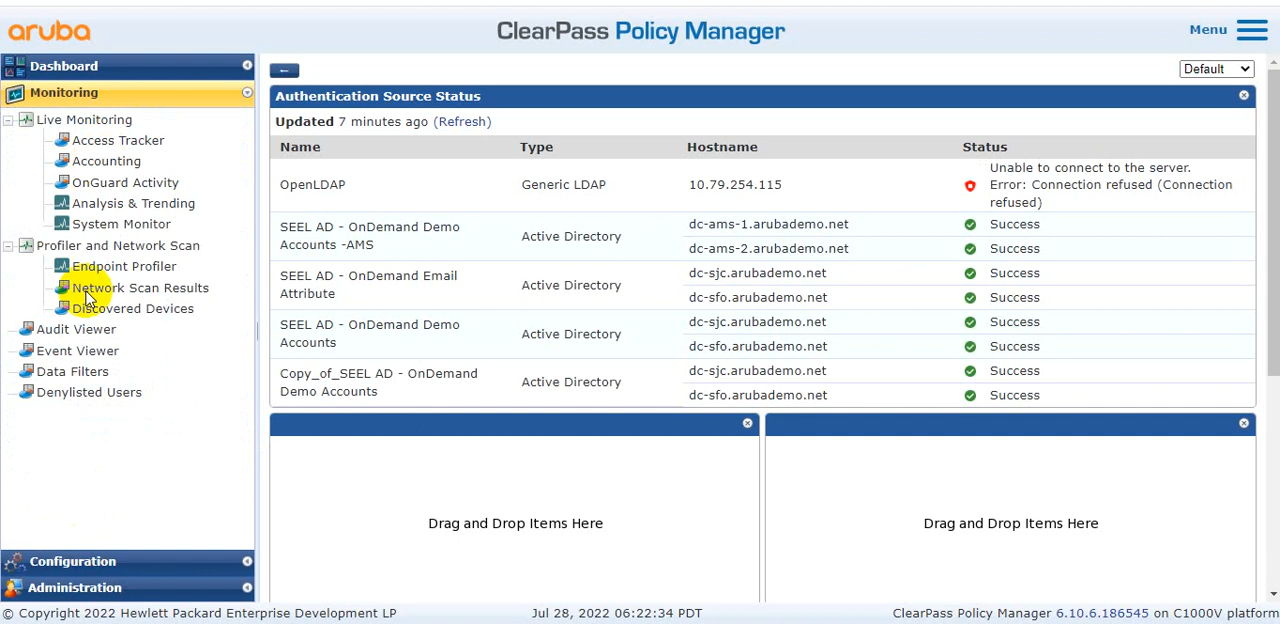 aruba
ClearPass Policy Manager
Menu
Dashboard
Monitoring
Live Monitoring
Access Tracker
Accounting
OnGuard Activity
Analysis & Trending
System Monitor
Profiler and Network Scan
Endpoint Profiler
Network Scan Results
Discovered Devices
Audit Viewer
Event Viewer
Data Filters
Denylisted Users
Configuration
Administration
←
Default
Authentication Source Status
Updated 7 minutes ago (Refresh)
Name Type Hostname Status
OpenLDAP Generic LDAP 10.79.254.115
Unable to connect to the server.
Error: Connection refused (Connection
refused)
SEEL AD - OnDemand Demo
Accounts -AMS
Active Directory
dc-ams-1.arubademo.net Success
dc-ams-2.arubademo.net Success
SEEL AD - OnDemand Email
Attribute
Active Directory
dc-sjc.arubademo.net Success
dc-sfo.arubademo.net Success
SEEL AD - OnDemand Demo
Accounts
Active Directory
dc-sjc.arubademo.net Success
dc-sfo.arubademo.net Success
Copy_of_SEEL AD - OnDemand
Demo Accounts
Active Directory
dc-sjc.arubademo.net Success
dc-sfo.arubademo.net Success
Drag and Drop Items Here
Drag and Drop Items Here
© Copyright 2022 Hewlett Packard Enterprise Development LP
Jul 28, 2022 06:22:34 PDT
ClearPass Policy Manager 6.10.6.186545 on C1000V platform